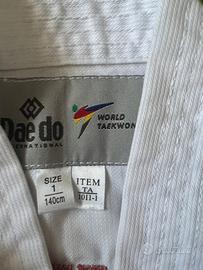 Dae do
INTERNATIONAL
WORLD
TAEKWON
SIZE
1
140cm
ITEM
TA
1011-1